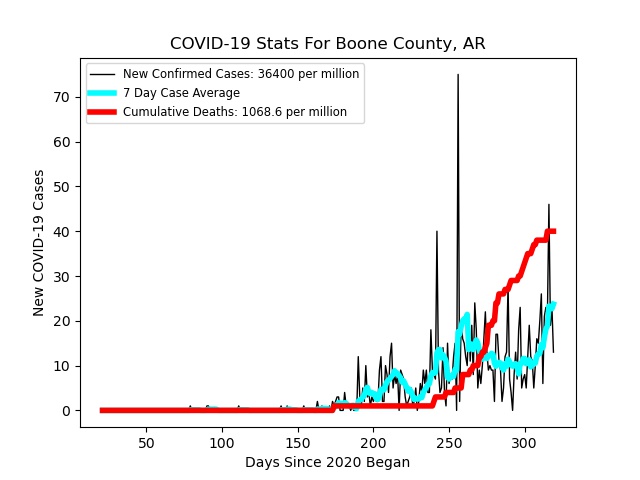 COVID-19 Stats For Boone County, AR
New Confirmed Cases: 36400 per million
7 Day Case Average
Cumulative Deaths: 1068.6 per million
New COVID-19 Cases
70
60
50
40
30
20
10
0
50 100 150 200 250 300
Days Since 2020 Began